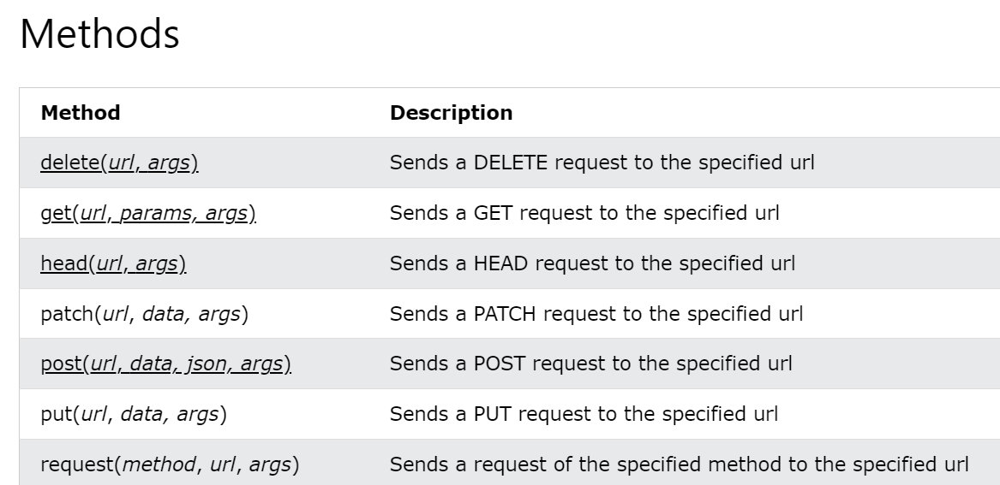 Methods
Method Description
delete(url, args) Sends a DELETE request to the specified url
get(url, params, args) Sends a GET request to the specified url
head(url, args) Sends a HEAD request to the specified url
patch(url, data, args) Sends a PATCH request to the specified url
post(url, data, json, args) Sends a POST request to the specified url
put(url, data, args) Sends a PUT request to the specified url
request(method, url, args) Sends a request of the specified method to the specified url